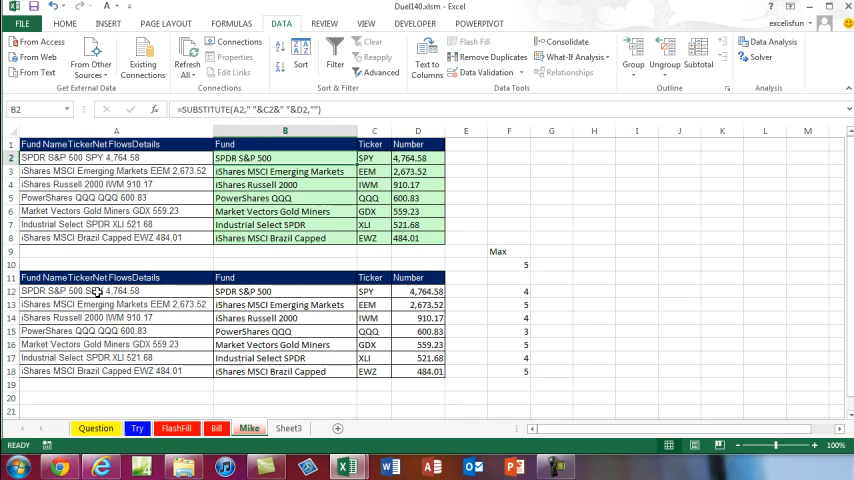 Duel140.xlsm - Excel
FILE HOME INSERT PAGE LAYOUT FORMULAS DATA REVIEW VIEW DEVELOPER POWERPIVOT excelisfun
From Access
From Web
From Text
From Other Sources
Existing Connections
Get External Data
Refresh All
Connections
Properties
Edit Links
Connections
Sort
Filter
Clear
Reapply
Advanced
Sort & Filter
Text to Columns
Flash Fill
Remove Duplicates
Data Validation
Consolidate
What-If Analysis
Relationships
Data Tools
Group
Ungroup
Subtotal
Outline
Data Analysis
Solver
Analysis
B2 fx =SUBSTITUTE(A2," "&C2&" "&D2,"")
A B C D E F G H I J K L M
1 Fund NameTickerNet FlowsDetails Fund Ticker Number
2 SPDR S&P 500 SPY 4,764.58 SPDR S&P 500 SPY 4,764.58
3 iShares MSCI Emerging Markets EEM 2,673.52 iShares MSCI Emerging Markets EEM 2,673.52
4 iShares Russell 2000 IWM 910.17 iShares Russell 2000 IWM 910.17
5 PowerShares QQQ QQQ 600.83 PowerShares QQQ QQQ 600.83
6 Market Vectors Gold Miners GDX 559.23 Market Vectors Gold Miners GDX 559.23
7 Industrial Select SPDR XLI 521.68 Industrial Select SPDR XLI 521.68
8 iShares MSCI Brazil Capped EWZ 484.01 iShares MSCI Brazil Capped EWZ 484.01
9 Max
10 5
11 Fund NameTickerNet FlowsDetails Fund Ticker Number
12 SPDR S&P 500 SPY 4,764.58 SPDR S&P 500 SPY 4,764.58 4
13 iShares MSCI Emerging Markets EEM 2,673.52 iShares MSCI Emerging Markets EEM 2,673.52 5
14 iShares Russell 2000 IWM 910.17 iShares Russell 2000 IWM 910.17 4
15 PowerShares QQQ QQQ 600.83 PowerShares QQQ QQQ 600.83 3
16 Market Vectors Gold Miners GDX 559.23 Market Vectors Gold Miners GDX 559.23 5
17 Industrial Select SPDR XLI 521.68 Industrial Select SPDR XLI 521.68 4
18 iShares MSCI Brazil Capped EWZ 484.01 iShares MSCI Brazil Capped EWZ 484.01 5
19
20
21
Question Try FlashFill Bill Mike Sheet3
READY 100%